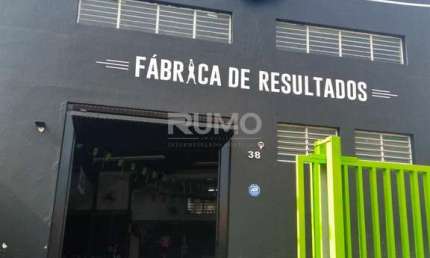 FÁBRICA DE RESULTADOS
RUMO
38